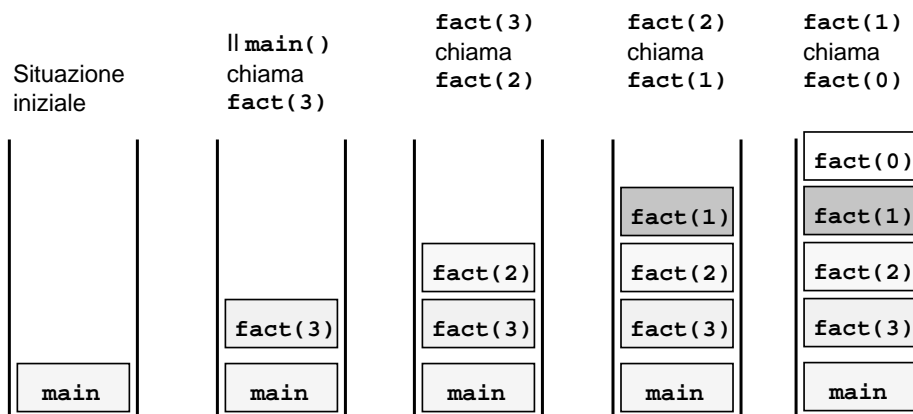 Situazione
iniziale
Il main()
chiama
fact(3)
fact(3)
chiama
fact(2)
fact(2)
chiama
fact(1)
fact(1)
chiama
fact(0)
main
fact(3)
main
fact(2)
fact(3)
main
fact(1)
fact(2)
fact(3)
main
fact(0)
fact(1)
fact(2)
fact(3)
main